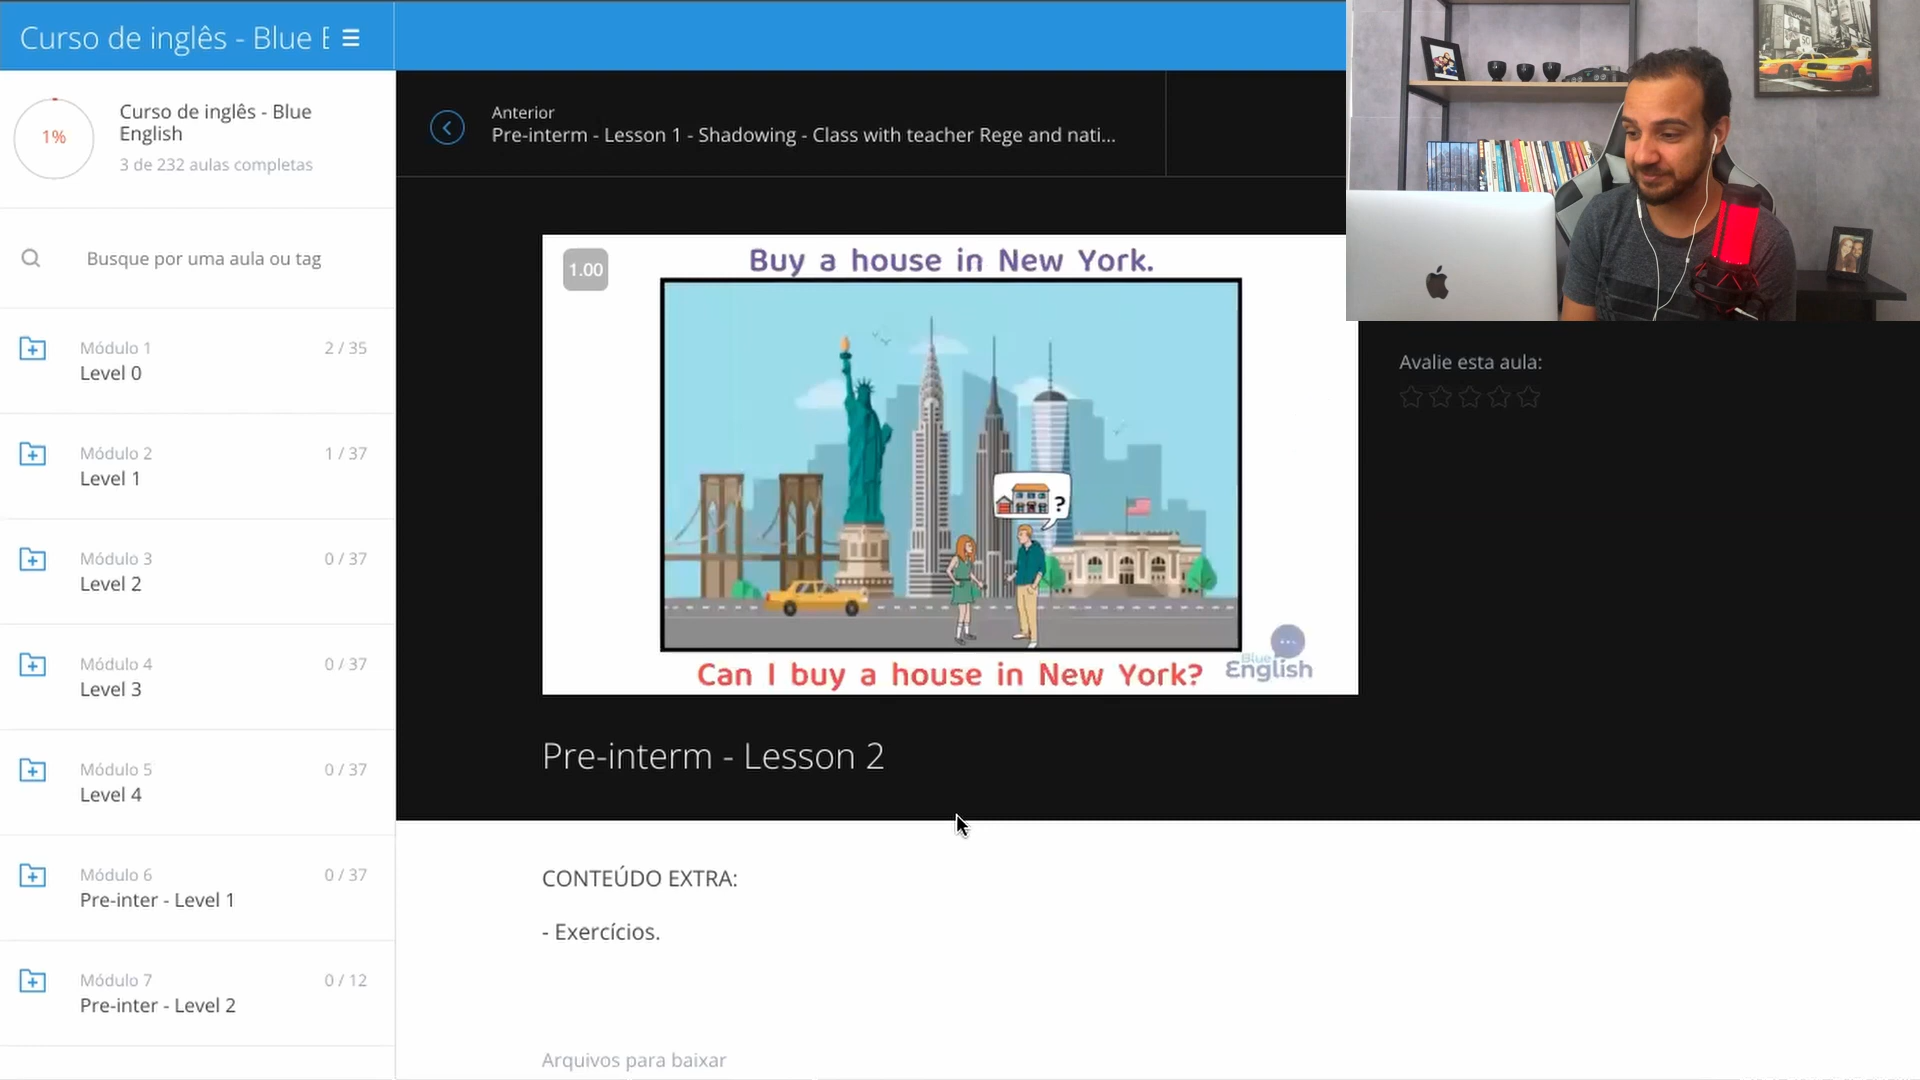 Curso de inglês - Blue E
1%
Curso de inglês - Blue
English
3 de 232 aulas completas
Busque por uma aula ou tag
Módulo 1 2 / 35
Level 0
Módulo 2 1 / 37
Level 1
Módulo 3 0 / 37
Level 2
Módulo 4 0 / 37
Level 3
Módulo 5 0 / 37
Level 4
Módulo 6 0 / 37
Pre-inter - Level 1
Módulo 7 0 / 12
Pre-inter - Level 2
Anterior
Pre-interm - Lesson 1 - Shadowing - Class with teacher Rege and nati...
1.00
Buy a house in New York.
?
Can I buy a house in New York?
Blue
English
Avalie esta aula:
Pre-interm - Lesson 2
CONTEÚDO EXTRA:
- Exercícios.
Arquivos para baixar